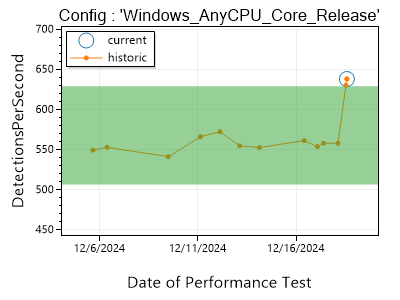 Config : 'Windows_AnyCPU_Core_Release'
current
historic
700
650
600
550
500
450
DetectionsPerSecond
12/6/2024
12/11/2024
12/16/2024
Date of Performance Test